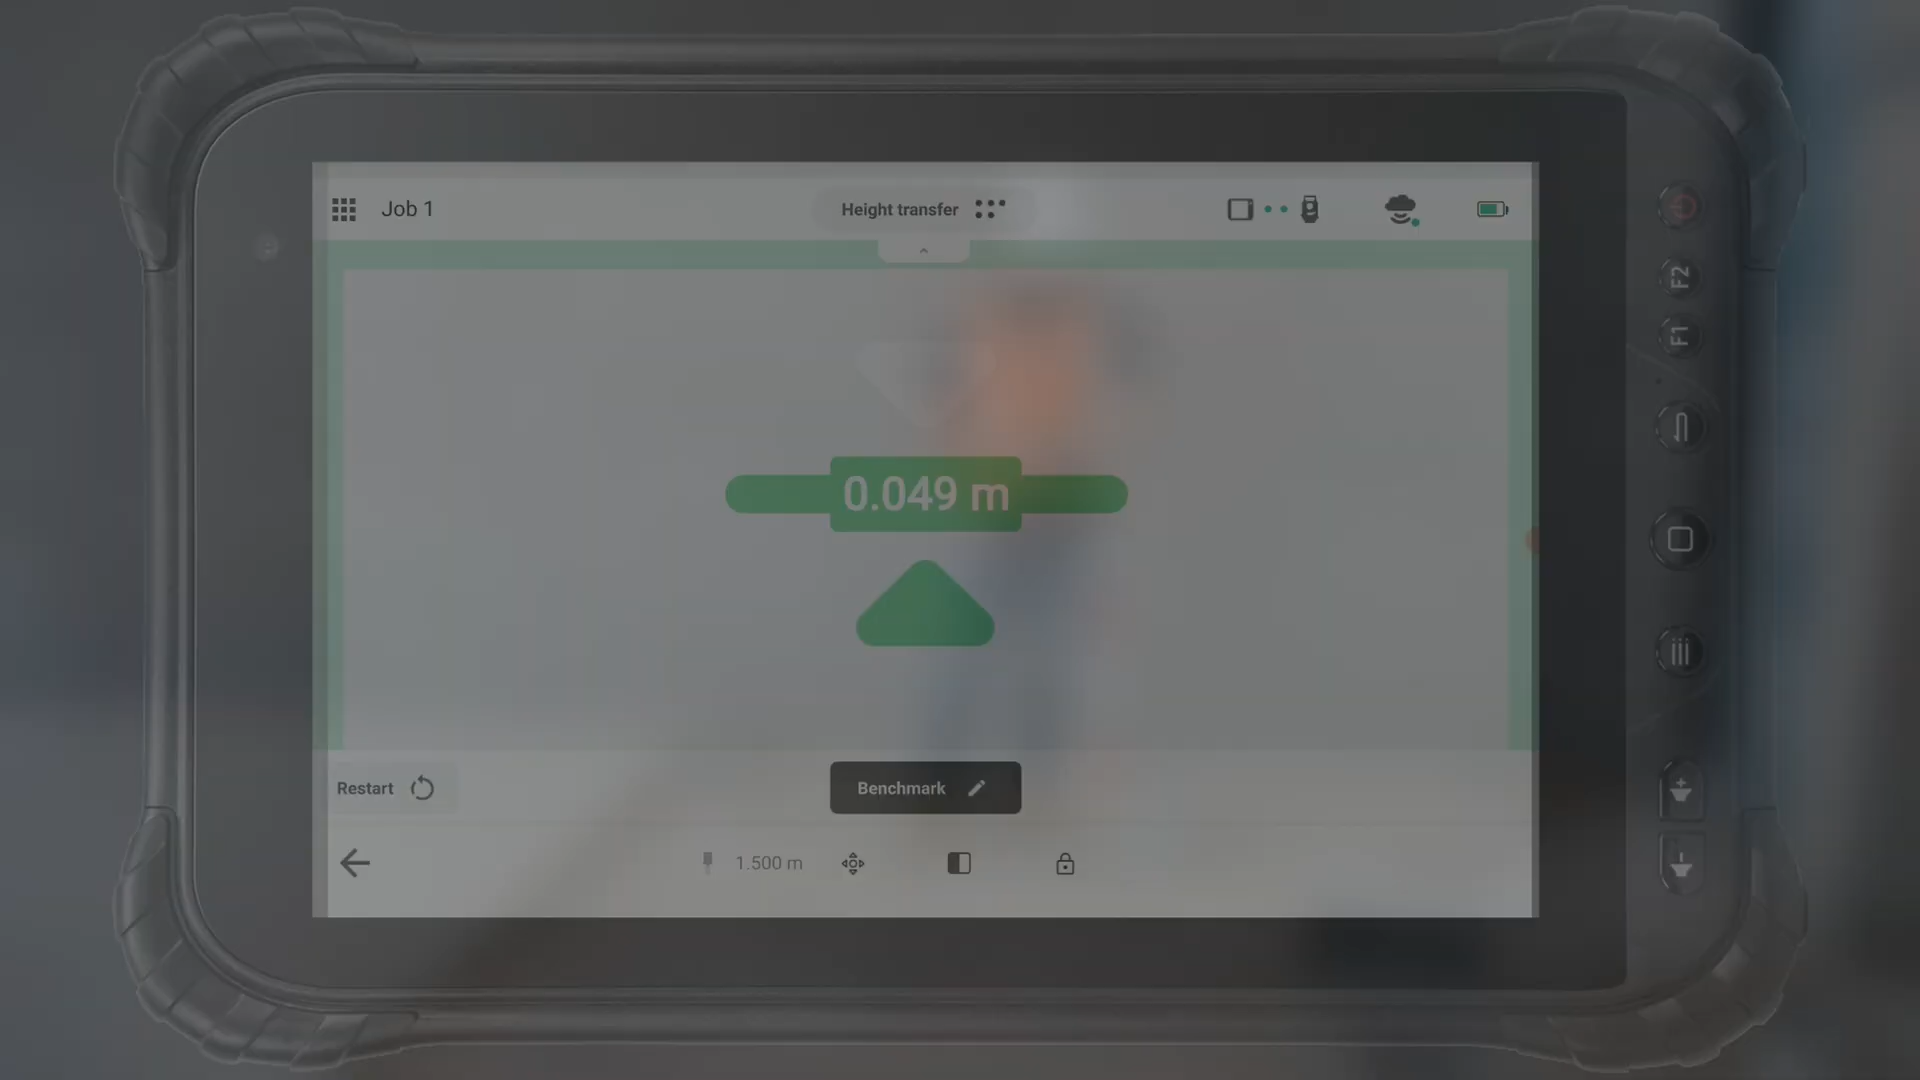 Job 1
Height transfer
F2
F1
0.049 m
Restart
Benchmark
1.500 m